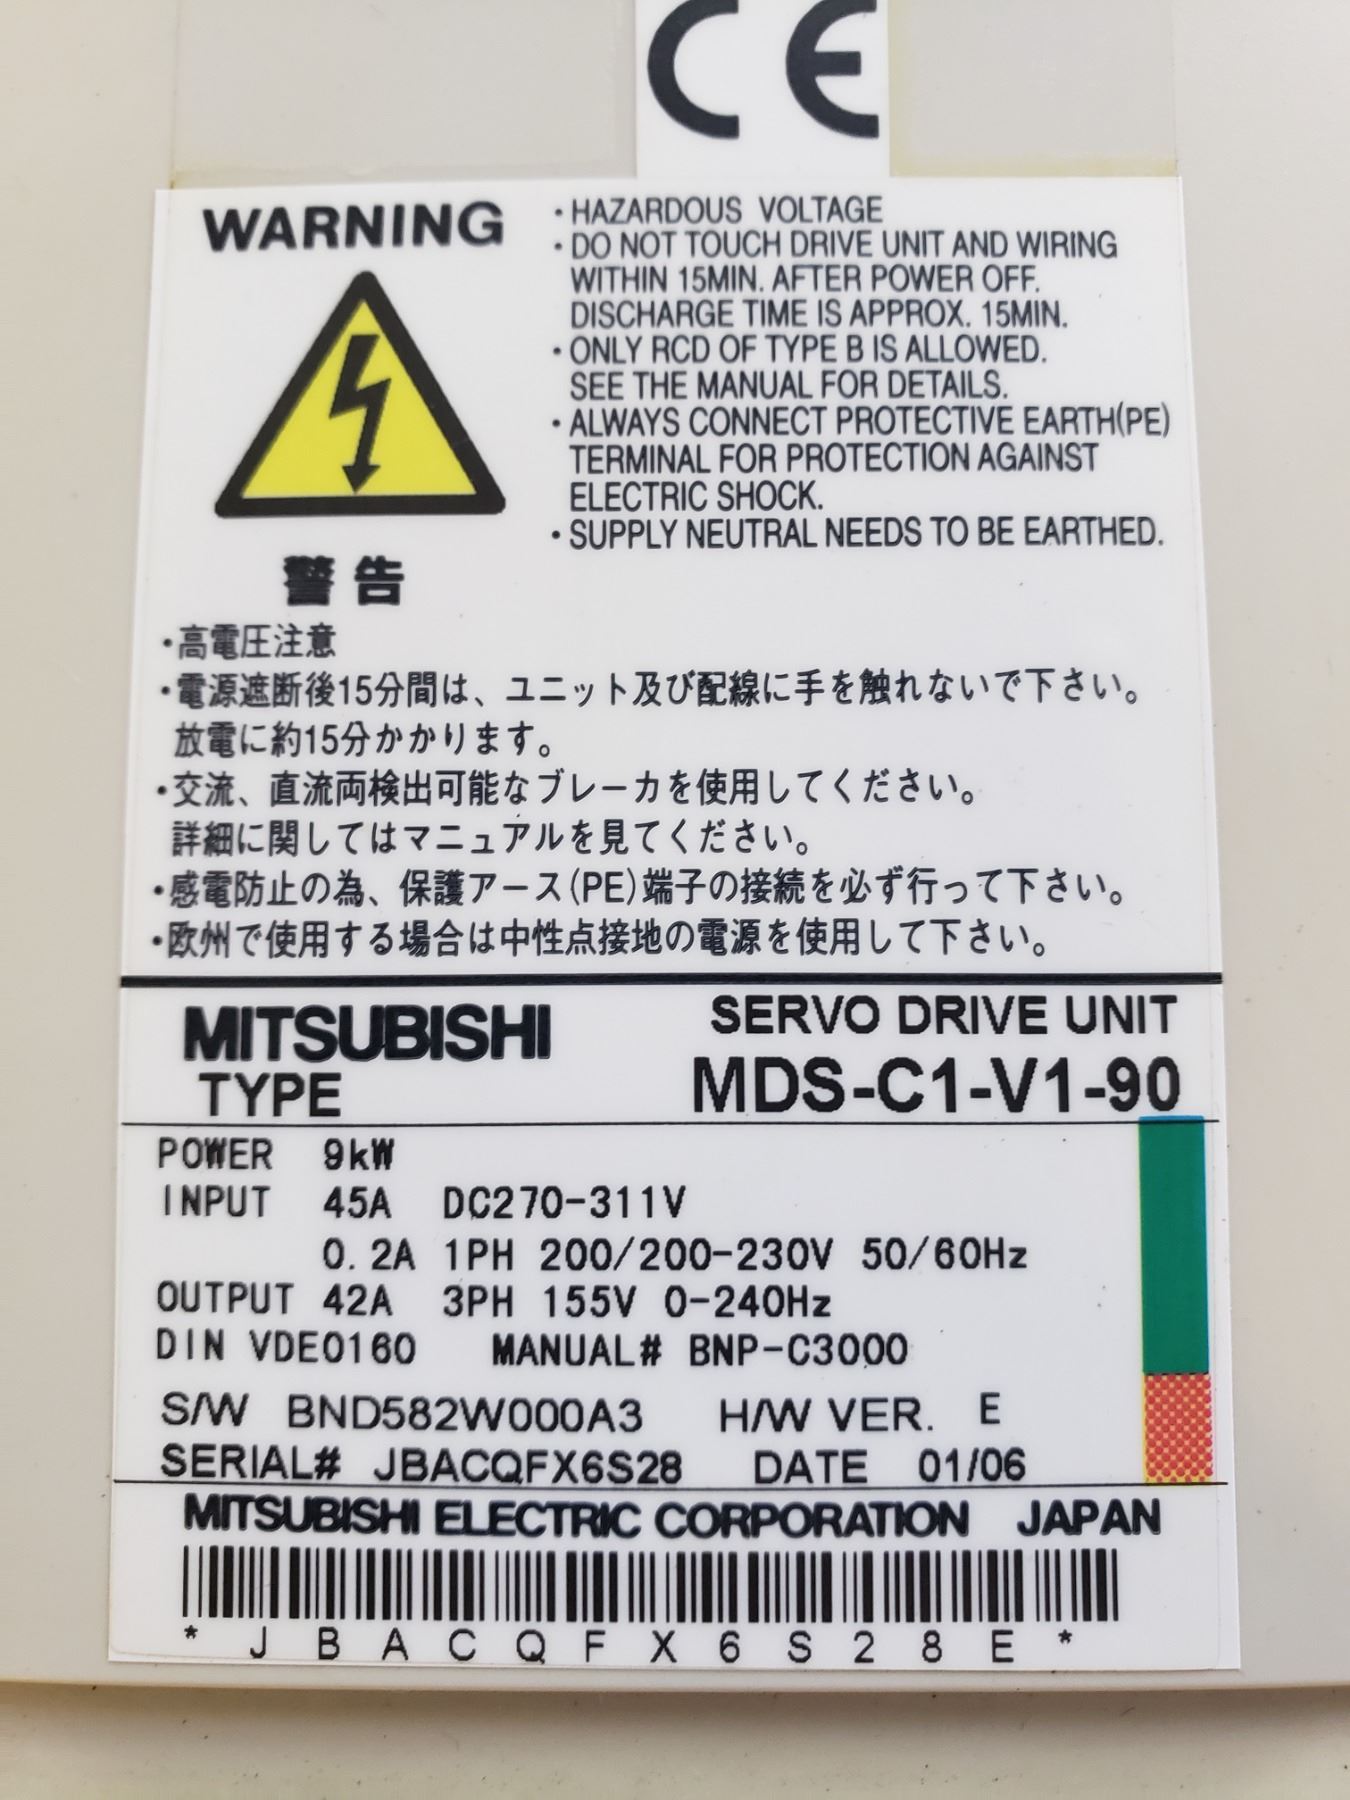 CE
WARNING
・HAZARDOUS VOLTAGE
・DO NOT TOUCH DRIVE UNIT AND WIRING
WITHIN 15MIN. AFTER POWER OFF.
DISCHARGE TIME IS APPROX. 15MIN.
・ONLY RCD OF TYPE B IS ALLOWED.
SEE THE MANUAL FOR DETAILS.
・ALWAYS CONNECT PROTECTIVE EARTH(PE)
TERMINAL FOR PROTECTION AGAINST
ELECTRIC SHOCK.
・SUPPLY NEUTRAL NEEDS TO BE EARTHED.
警告
・高電圧注意
・電源遮断後15分間は、ユニット及び配線に手を触れないで下さい。
放電に約15分かかります。
・交流、直流両検出可能なブレーカを使用してください。
詳細に関してはマニュアルを見てください。
・感電防止の為、保護アース(PE)端子の接続を必ず行って下さい。
・欧州で使用する場合は中性点接地の電源を使用して下さい。
MITSUBISHI SERVO DRIVE UNIT
TYPE MDS-C1-V1-90
POWER 9kW
INPUT 45A DC270-311V
0.2A 1PH 200/200-230V 50/60Hz
OUTPUT 42A 3PH 155V 0-240Hz
DIN VDE0160 MANUAL# BNP-C3000
S/W BND582W000A3 H/W VER. E
SERIAL# JBACQFX6S28 DATE 01/06
MITSUBISHI ELECTRIC CORPORATION JAPAN
* J B A C Q F X 6 S 2 8 E *